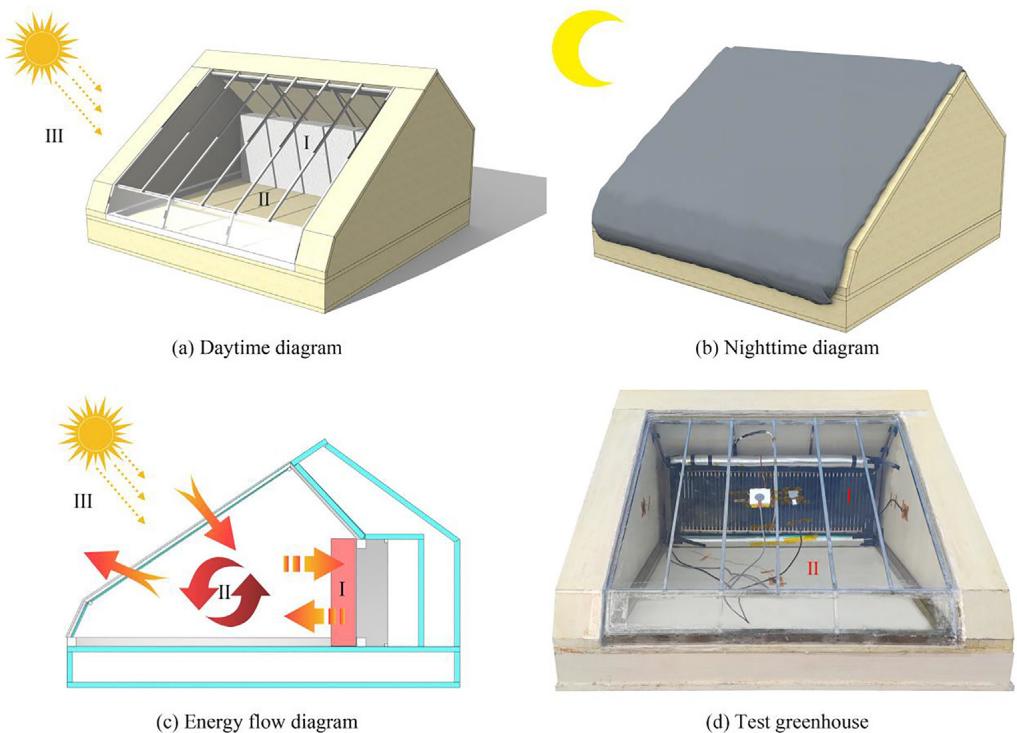 III
I
II
(a) Daytime diagram
(b) Nighttime diagram
III
II
I
(c) Energy flow diagram
I
II
(d) Test greenhouse